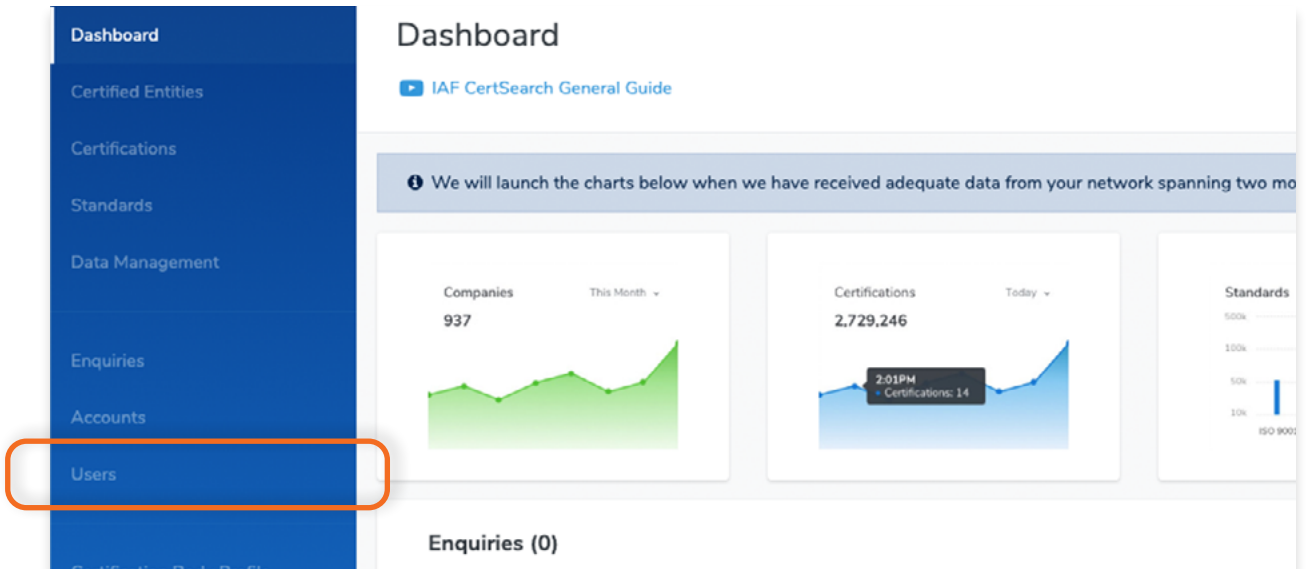 Dashboard
Certified Entities
Certifications
Standards
Data Management
Enquiries
Accounts
Users
Dashboard
IAF CertSearch General Guide
We will launch the charts below when we have received adequate data from your network spanning two mo
Companies
This Month
937
Certifications
Today
2,729,246
2:01PM
Certifications: 14
Standards
500k
100k
50k
10k
ISO 9001
Enquiries (0)